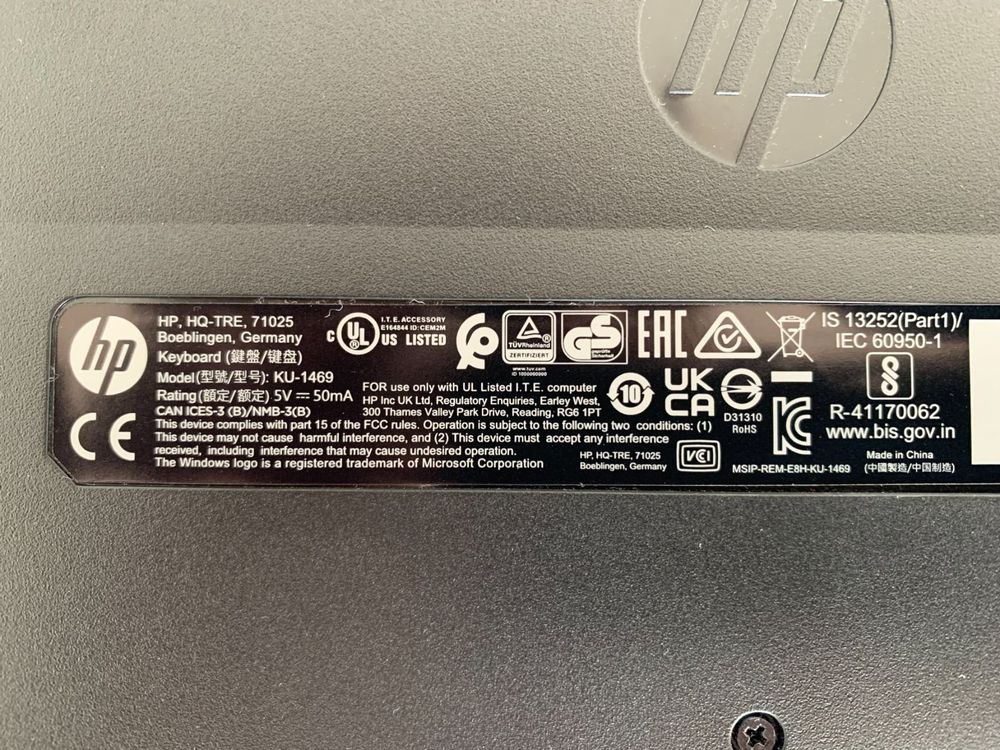 hp
hp
HP, HQ-TRE, 71025
Boeblingen, Germany
Keyboard (鍵盤/键盘)
Model(型號/型号): KU-1469
Rating(額定/额定) 5V ⎓ 50mA
CAN ICES-3 (B)/NMB-3(B)
This device complies with part 15 of the FCC rules. Operation is subject to the following two conditions: (1)
This device may not cause harmful interference, and (2) This device must accept any interference
received, including interference that may cause undesired operation.
The Windows logo is a registered trademark of Microsoft Corporation
CE
C UL US LISTED
I.T.E. ACCESSORY
E164844 ID:CEM2M
TÜVRheinland
ZERTIFIZIERT
www.tuv.com
ID 1000000000
GS
geprüfte
Sicherheit
FOR use only with UL Listed I.T.E. computer
HP Inc UK Ltd, Regulatory Enquiries, Earley West,
300 Thames Valley Park Drive, Reading, RG6 1PT
HP, HQ-TRE, 71025
Boeblingen, Germany
VCI
EAC
10
UK
CA
D31310
RoHS
KC
MSIP-REM-E8H-KU-1469
IS 13252(Part1)/
IEC 60950-1
R-41170062
www.bis.gov.in
Made in China
(中國製造/中国制造)